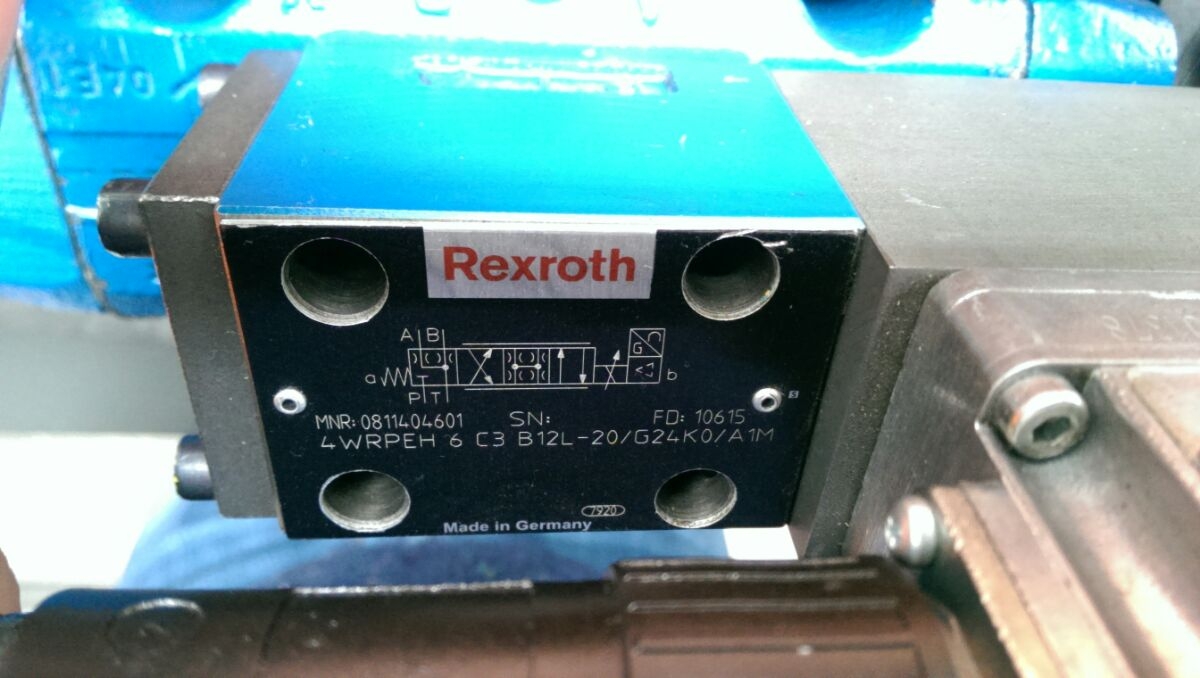 Rexroth
A B
G
a b
P T
MNR: 0811404601 SN: FD: 10615
4WRPEH 6 C3 B12L-20/G24K0/A1M
7920
Made in Germany